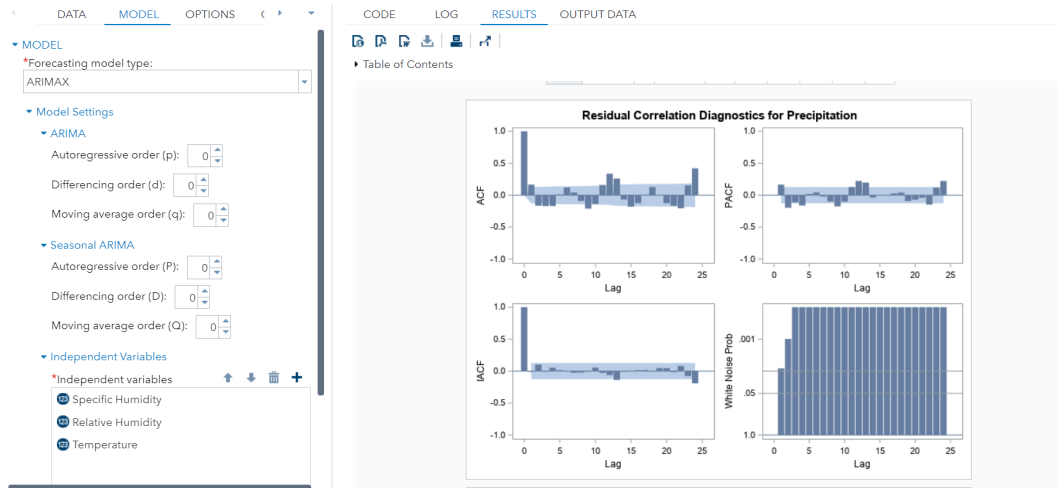 DATA MODEL OPTIONS
CODE LOG RESULTS OUTPUT DATA
MODEL
*Forecasting model type:
ARIMAX
Model Settings
ARIMA
Autoregressive order (p): 0
Differencing order (d): 0
Moving average order (q): 0
Seasonal ARIMA
Autoregressive order (P): 0
Differencing order (D): 0
Moving average order (Q): 0
Independent Variables
*Independent variables
123 Specific Humidity
123 Relative Humidity
123 Temperature
Table of Contents
Residual Correlation Diagnostics for Precipitation
1.0
0.5
0.0
-0.5
-1.0
ACF
0 5 10 15 20 25
Lag
1.0
0.5
0.0
-0.5
-1.0
PACF
0 5 10 15 20 25
Lag
1.0
0.5
0.0
-0.5
-1.0
IACF
0 5 10 15 20 25
Lag
.001
.05
1.0
White Noise Prob
0 5 10 15 20 25
Lag